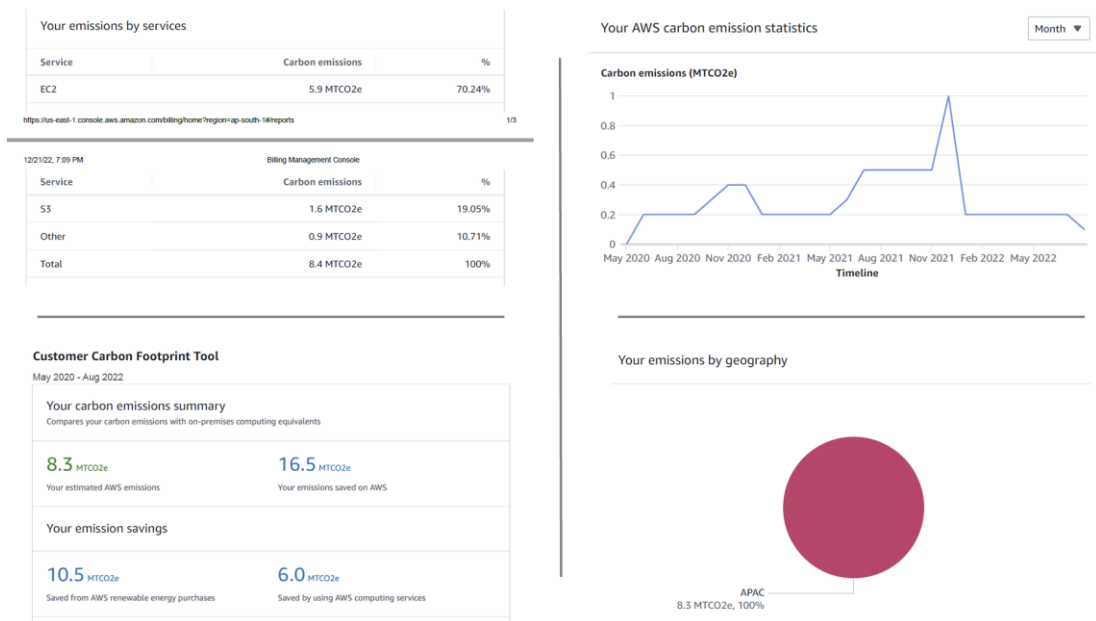 Your emissions by services
Service Carbon emissions %
EC2 5.9 MTCO2e 70.24%
https://us-east-1.console.aws.amazon.com/billing/home?region=ap-south-1#/reports 1/3
12/21/22, 7:09 PM Billing Management Console
Service Carbon emissions %
S3 1.6 MTCO2e 19.05%
Other 0.9 MTCO2e 10.71%
Total 8.4 MTCO2e 100%
Customer Carbon Footprint Tool
May 2020 - Aug 2022
Your carbon emissions summary
Compares your carbon emissions with on-premises computing equivalents
8.3 MTCO2e 16.5 MTCO2e
Your estimated AWS emissions Your emissions saved on AWS
Your emission savings
10.5 MTCO2e 6.0 MTCO2e
Saved from AWS renewable energy purchases Saved by using AWS computing services
Your AWS carbon emission statistics Month
Carbon emissions (MTCO2e)
1
0.8
0.6
0.4
0.2
0
May 2020 Aug 2020 Nov 2020 Feb 2021 May 2021 Aug 2021 Nov 2021 Feb 2022 May 2022
Timeline
Your emissions by geography
APAC
8.3 MTCO2e, 100%